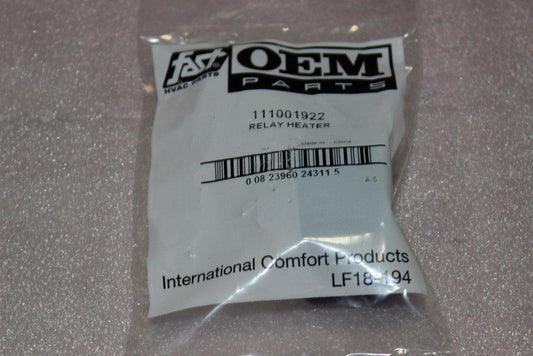 fast OEM
HVAC PARTS PARTS
111001922
RELAY HEATER
0 08 23960 24311 5
International Comfort Products
LF18-194